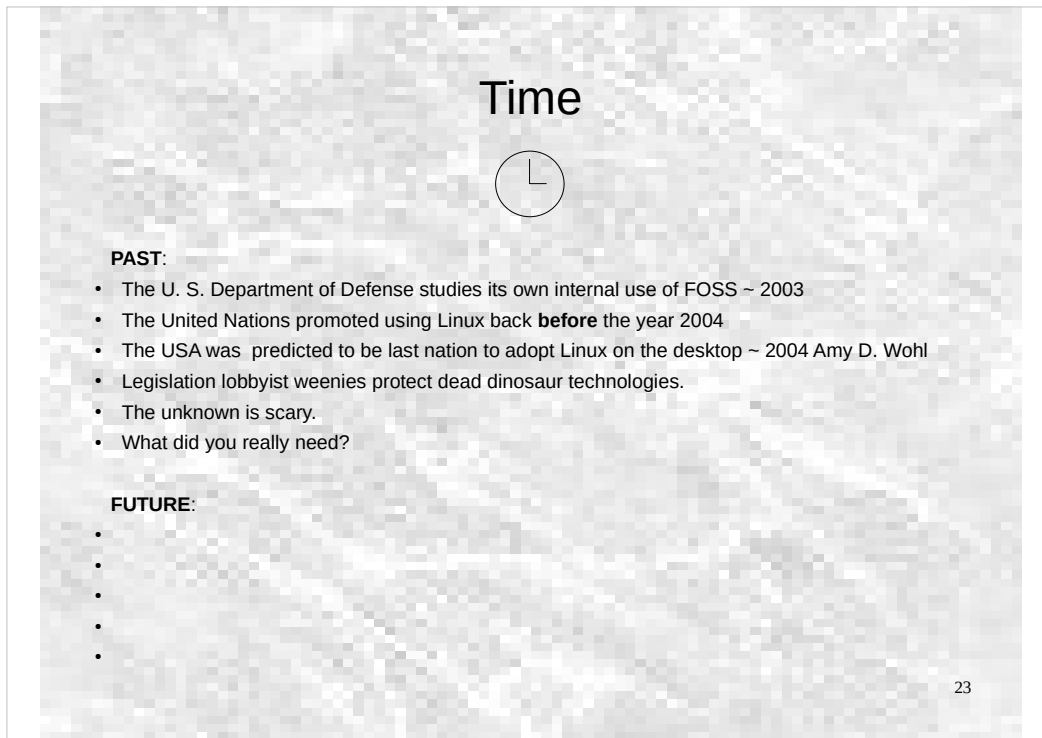 Time
PAST:
• The U. S. Department of Defense studies its own internal use of FOSS ~ 2003
• The United Nations promoted using Linux back before the year 2004
• The USA was  predicted to be last nation to adopt Linux on the desktop ~ 2004 Amy D. Wohl
• Legislation lobbyist weenies protect dead dinosaur technologies.
• The unknown is scary.
• What did you really need?
FUTURE:
•
•
•
•
•
23